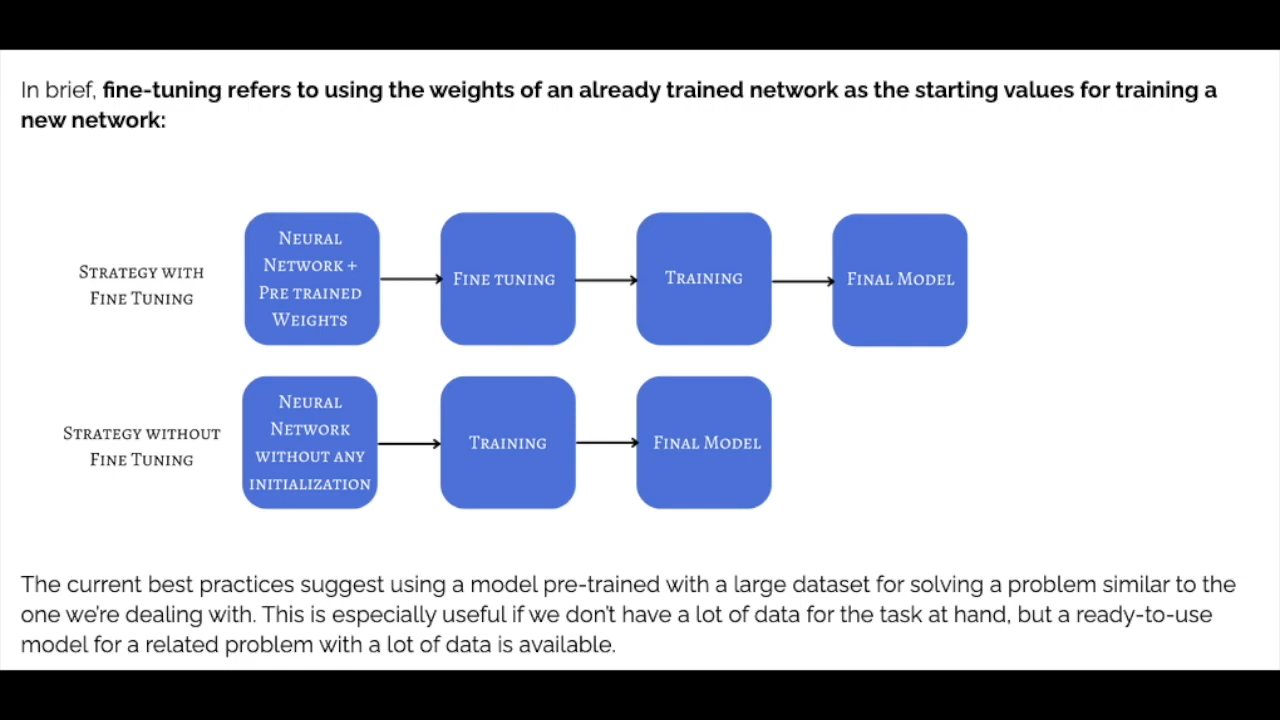 In brief, fine-tuning refers to using the weights of an already trained network as the starting values for training a
new network:
STRATEGY WITH
FINE TUNING
NEURAL
NETWORK +
PRE TRAINED
WEIGHTS
FINE TUNING
TRAINING
FINAL MODEL
STRATEGY WITHOUT
FINE TUNING
NEURAL
NETWORK
WITHOUT ANY
INITIALIZATION
TRAINING
FINAL MODEL
The current best practices suggest using a model pre-trained with a large dataset for solving a problem similar to the
one we're dealing with. This is especially useful if we don't have a lot of data for the task at hand, but a ready-to-use
model for a related problem with a lot of data is available.